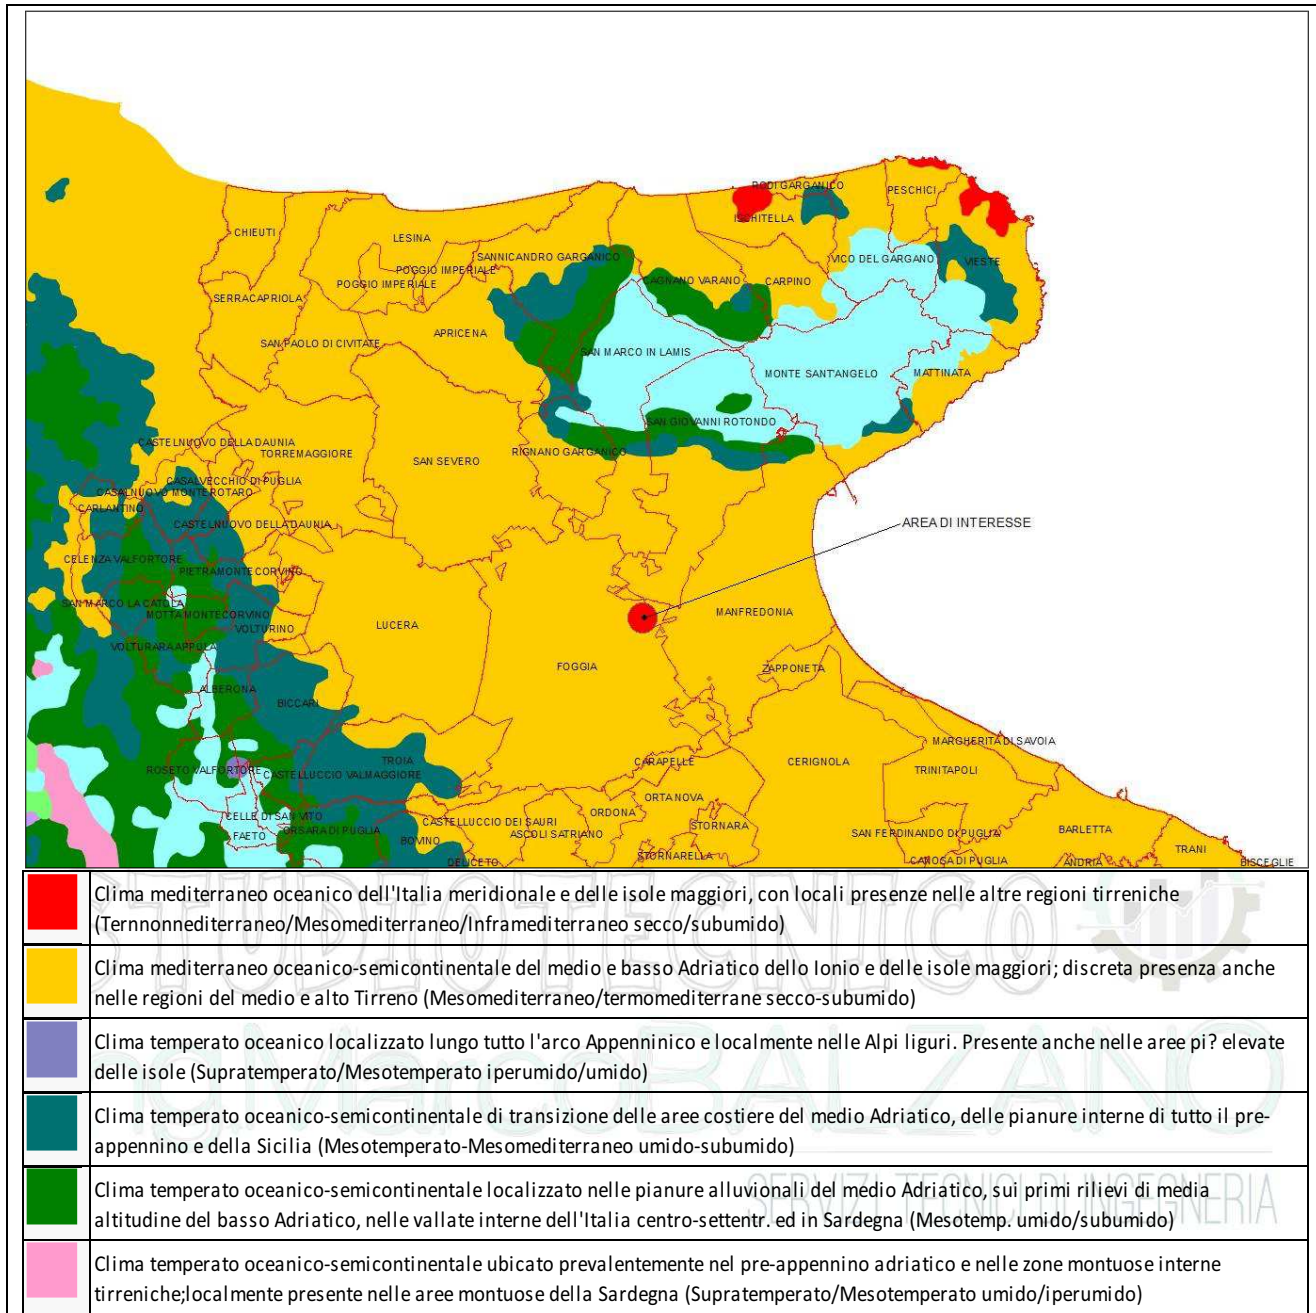 RODI GARGANICO
PESCHICI
ISCHITELLA
CHIEUTI
LESINA
SANNICANDRO GARGANICO
VICO DEL GARGANO
VIESTE
POGGIO IMPERIALE
POGGIO IMPERIALE
CAGNANO VARANO
CARPINO
SERRACAPRIOLA
APRICENA
SAN PAOLO DI CIVITATE
SAN MARCO IN LAMIS
MONTE SANT'ANGELO
MATTINATA
SAN GIOVANNI ROTONDO
CASTELNUOVO DELLA DAUNIA
TORREMAGGIORE
SAN SEVERO
RIGNANO GARGANICO
CASALVECCHIO DI PUGLIA
CASALNUOVO MONTEROTARO
CARLANTINO
CASTELNUOVO DELLA DAUNIA
AREA DI INTERESSE
CELENZA VALFORTORE
PIETRAMONTECORVINO
SAN MARCO LA CATOLA
MOTTA MONTECORVINO
VOLTURINO
LUCERA
MANFREDONIA
VOLTURARA APPULA
FOGGIA
ZAPPONETA
ALBERONA
BICCARI
MARGHERITA DI SAVOIA
ROSETO VALFORTORE
CASTELLUCCIO VALMAGGIORE
TROIA
CARAPELLE
CERIGNOLA
TRINITAPOLI
ORTA NOVA
CELLE DI SAN VITO
ORDONA
CASTELLUCCIO DEI SAURI
STORNARA
FAETO
ORSARA DI PUGLIA
BOVINO
ASCOLI SATRIANO
SAN FERDINANDO DI PUGLIA
BARLETTA
TRANI
DELICETO
STORNARELLA
CANOSA DI PUGLIA
ANDRIA
BISCEGLIE
Clima mediterraneo oceanico dell'Italia meridionale e delle isole maggiori, con locali presenze nelle altre regioni tirreniche
(Ternnonnediterraneo/Mesomediterraneo/Inframediterraneo secco/subumido)
Clima mediterraneo oceanico-semicontinentale del medio e basso Adriatico dello Ionio e delle isole maggiori; discreta presenza anche
nelle regioni del medio e alto Tirreno (Mesomediterraneo/termomediterrane secco-subumido)
Clima temperato oceanico localizzato lungo tutto l'arco Appenninico e localmente nelle Alpi liguri. Presente anche nelle aree pi? elevate
delle isole (Supratemperato/Mesotemperato iperumido/umido)
Clima temperato oceanico-semicontinentale di transizione delle aree costiere del medio Adriatico, delle pianure interne di tutto il pre-
appennino e della Sicilia (Mesotemperato-Mesomediterraneo umido-subumido)
Clima temperato oceanico-semicontinentale localizzato nelle pianure alluvionali del medio Adriatico, sui primi rilievi di media
altitudine del basso Adriatico, nelle vallate interne dell'Italia centro-settentr. ed in Sardegna (Mesotemp. umido/subumido)
Clima temperato oceanico-semicontinentale ubicato prevalentemente nel pre-appennino adriatico e nelle zone montuose interne
tirreniche;localmente presente nelle aree montuose della Sardegna (Supratemperato/Mesotemperato umido/iperumido)
STUDIOTECNICO
ing.MarcoBALZANO
SERVIZI TECNICI DI INGEGNERIA